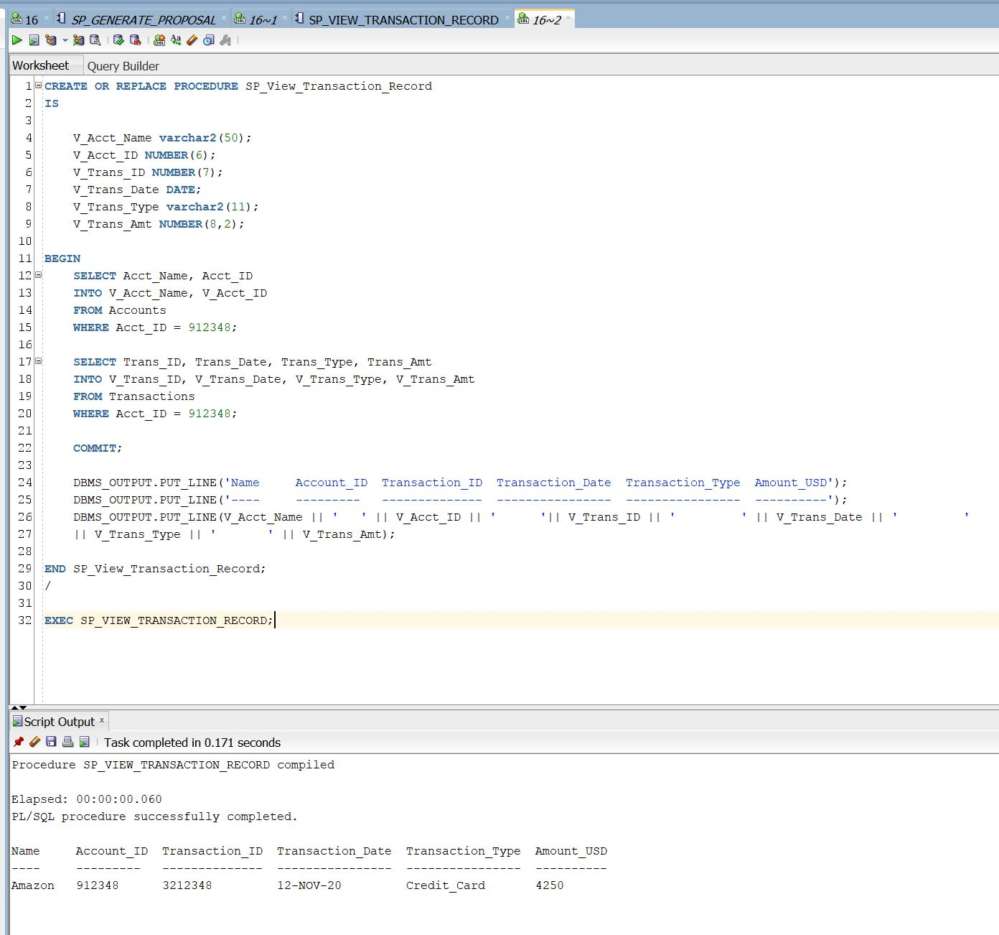 16 SP_GENERATE_PROPOSAL 16~1 SP_VIEW_TRANSACTION_RECORD 16~2
Worksheet Query Builder
1 CREATE OR REPLACE PROCEDURE SP_View_Transaction_Record
2 IS
3
4     V_Acct_Name varchar2(50);
5     V_Acct_ID NUMBER(6);
6     V_Trans_ID NUMBER(7);
7     V_Trans_Date DATE;
8     V_Trans_Type varchar2(11);
9     V_Trans_Amt NUMBER(8,2);
10
11 BEGIN
12     SELECT Acct_Name, Acct_ID
13     INTO V_Acct_Name, V_Acct_ID
14     FROM Accounts
15     WHERE Acct_ID = 912348;
16
17     SELECT Trans_ID, Trans_Date, Trans_Type, Trans_Amt
18     INTO V_Trans_ID, V_Trans_Date, V_Trans_Type, V_Trans_Amt
19     FROM Transactions
20     WHERE Acct_ID = 912348;
21
22     COMMIT;
23
24     DBMS_OUTPUT.PUT_LINE('Name     Account_ID  Transaction_ID  Transaction_Date  Transaction_Type  Amount_USD');
25     DBMS_OUTPUT.PUT_LINE('----     ---------   --------------  ----------------  ----------------  ----------');
26     DBMS_OUTPUT.PUT_LINE(V_Acct_Name || '   ' || V_Acct_ID || '      '|| V_Trans_ID || '         ' || V_Trans_Date || '         '
27     || V_Trans_Type || '       ' || V_Trans_Amt);
28
29 END SP_View_Transaction_Record;
30 /
31
32 EXEC SP_VIEW_TRANSACTION_RECORD;
Script Output
Task completed in 0.171 seconds
Procedure SP_VIEW_TRANSACTION_RECORD compiled
Elapsed: 00:00:00.060
PL/SQL procedure successfully completed.
Name     Account_ID  Transaction_ID  Transaction_Date  Transaction_Type  Amount_USD
----     ---------   --------------  ----------------  ----------------  ----------
Amazon   912348      3212348         12-NOV-20         Credit_Card       4250